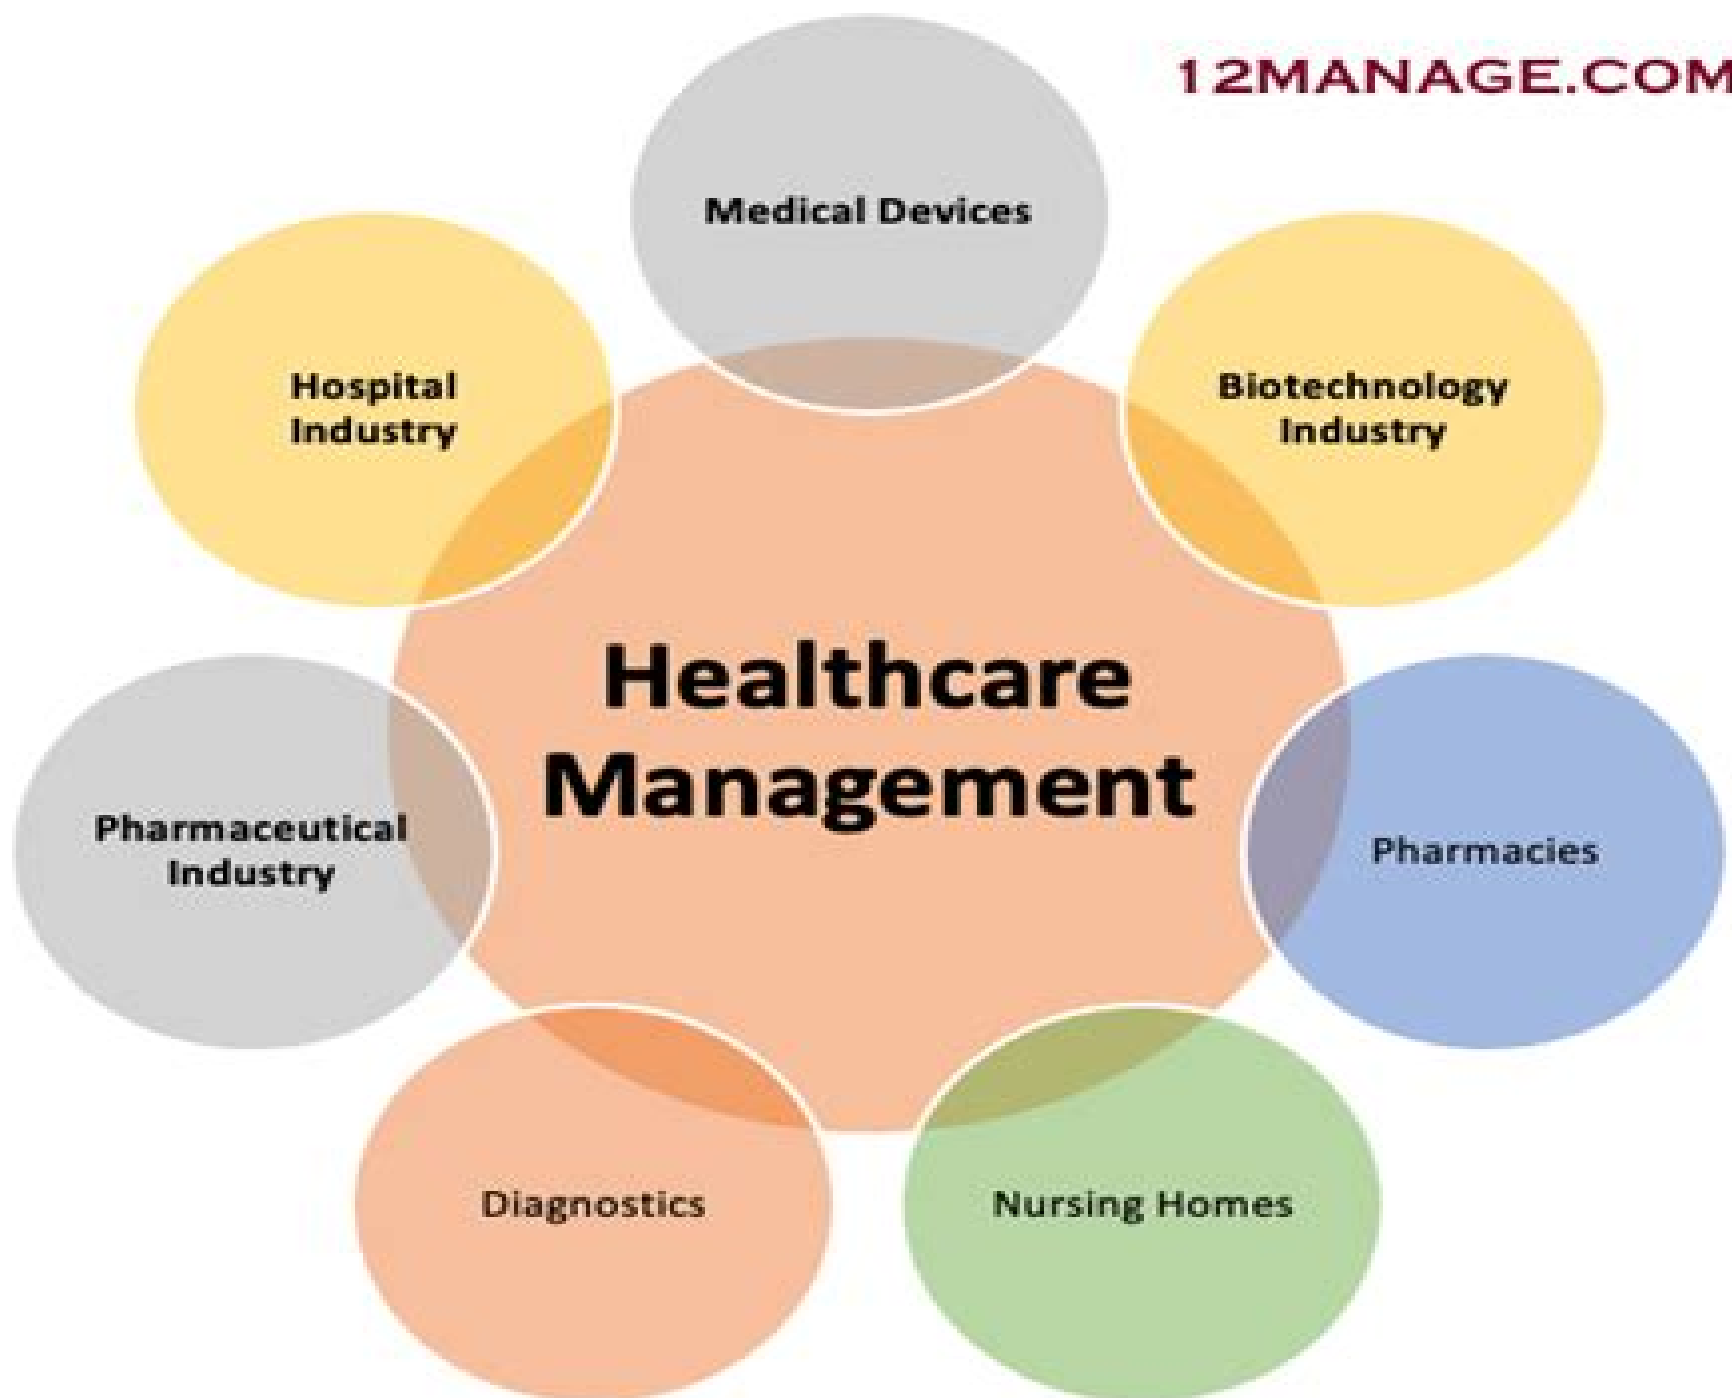 12MANAGE.COM
Medical Devices
Hospital
Industry
Biotechnology
Industry
Healthcare
Management
Pharmaceutical
Industry
Pharmacies
Diagnostics
Nursing Homes